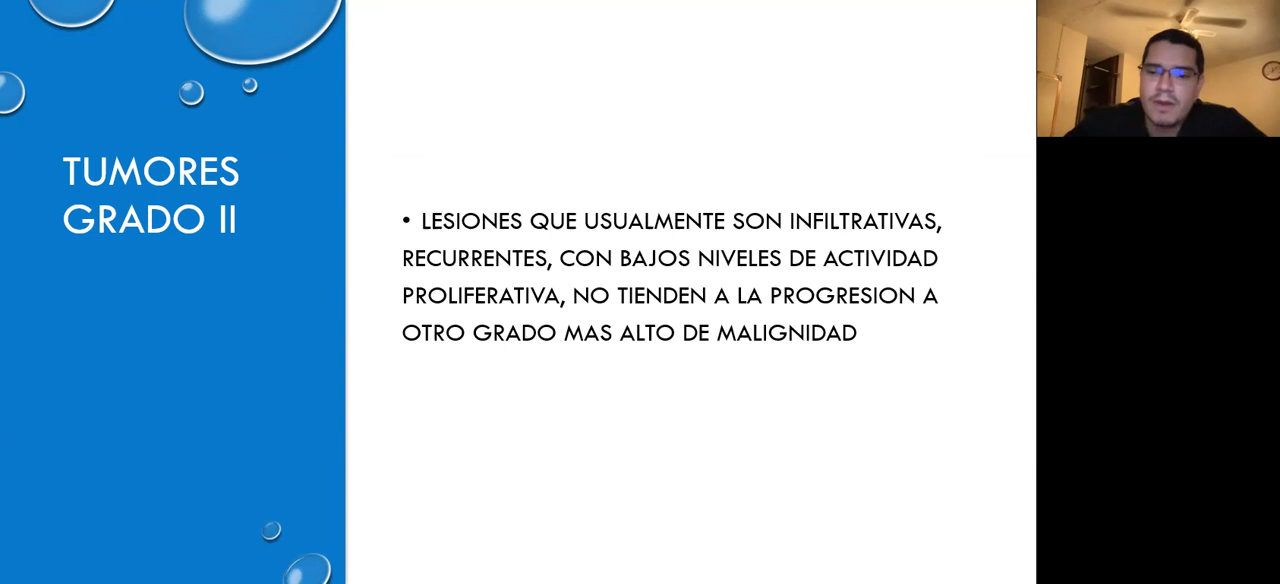 TUMORES
GRADO II
• LESIONES QUE USUALMENTE SON INFILTRATIVAS,
RECURRENTES, CON BAJOS NIVELES DE ACTIVIDAD
PROLIFERATIVA, NO TIENDEN A LA PROGRESION A
OTRO GRADO MAS ALTO DE MALIGNIDAD